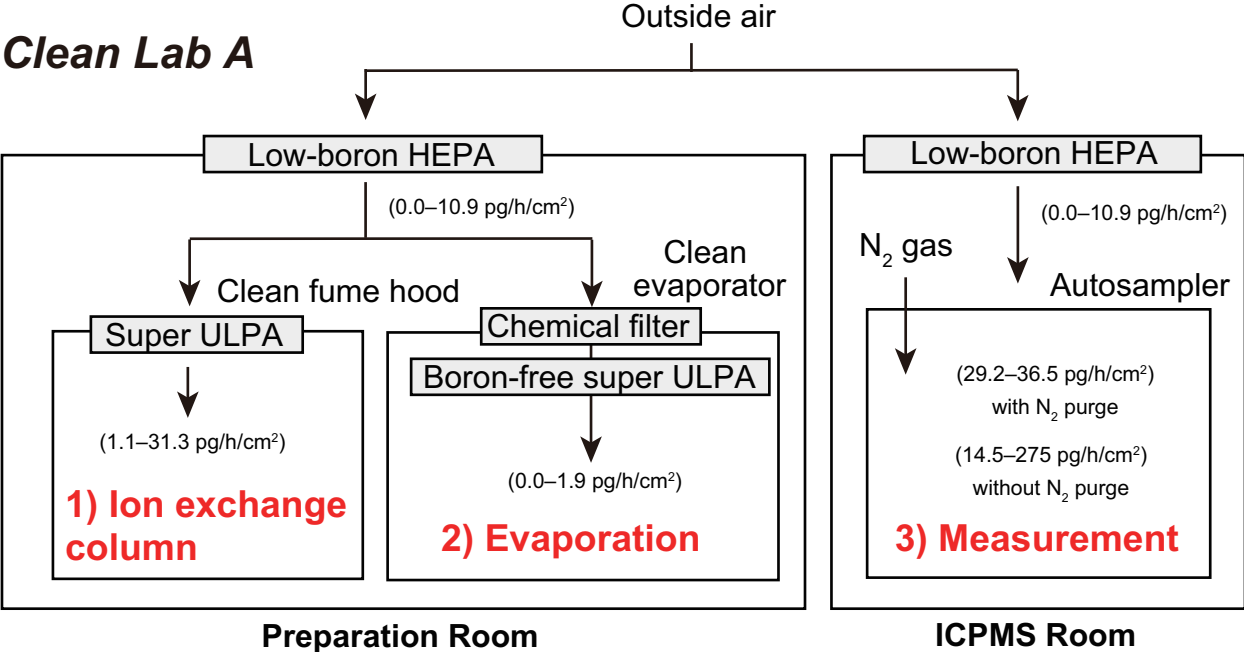 Outside air
Clean Lab A
Low-boron HEPA
(0.0–10.9 pg/h/cm²)
Clean fume hood
Super ULPA
(1.1–31.3 pg/h/cm²)
1) Ion exchange
column
Clean
evaporator
Chemical filter
Boron-free super ULPA
(0.0–1.9 pg/h/cm²)
2) Evaporation
Preparation Room
Low-boron HEPA
(0.0–10.9 pg/h/cm²)
N₂ gas
Autosampler
(29.2–36.5 pg/h/cm²)
with N₂ purge
(14.5–275 pg/h/cm²)
without N₂ purge
3) Measurement
ICPMS Room